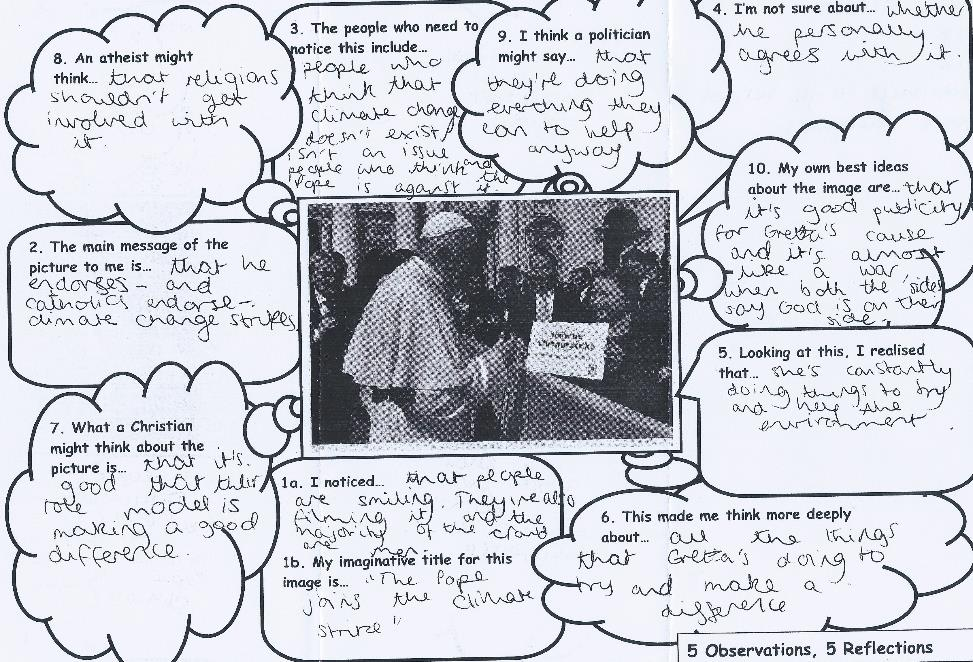 8. An atheist might
think... that religions
shouldn't get
involved with
it.
3. The people who need to
notice this include...
people who
think that
climate change
doesn't exist/
isn't an issue
people who think the
Pope is against it.
and
9. I think a politician
might say... that
they're doing
everthing they
can to help
anyway
4. I'm not sure about... whether
he personally
agrees with it.
2. The main message of the
picture to me is... that he
endorses - and
catholics endorse -
climate change strikes
10. My own best ideas
about the image are... that
it's good publicity
for Gretta's cause
and it's almost
like a war,
when both the 'sides'
say God is on their
side.
5. Looking at this, I realised
that... she's constantly
doing things to try
and help the
environment.
7. What a Christian
might think about the
picture is... that it's
good that their
role model is
making a good
difference.
1a. I noticed... that people
are smiling. They're also
filming it, and the
majority of the crowd
are men
1b. My imaginative title for this
image is... "The Pope
joins the climate
strike"
6. This made me think more deeply
about... all the things
that Gretta's doing to
try and make a
difference
5 Observations, 5 Reflections